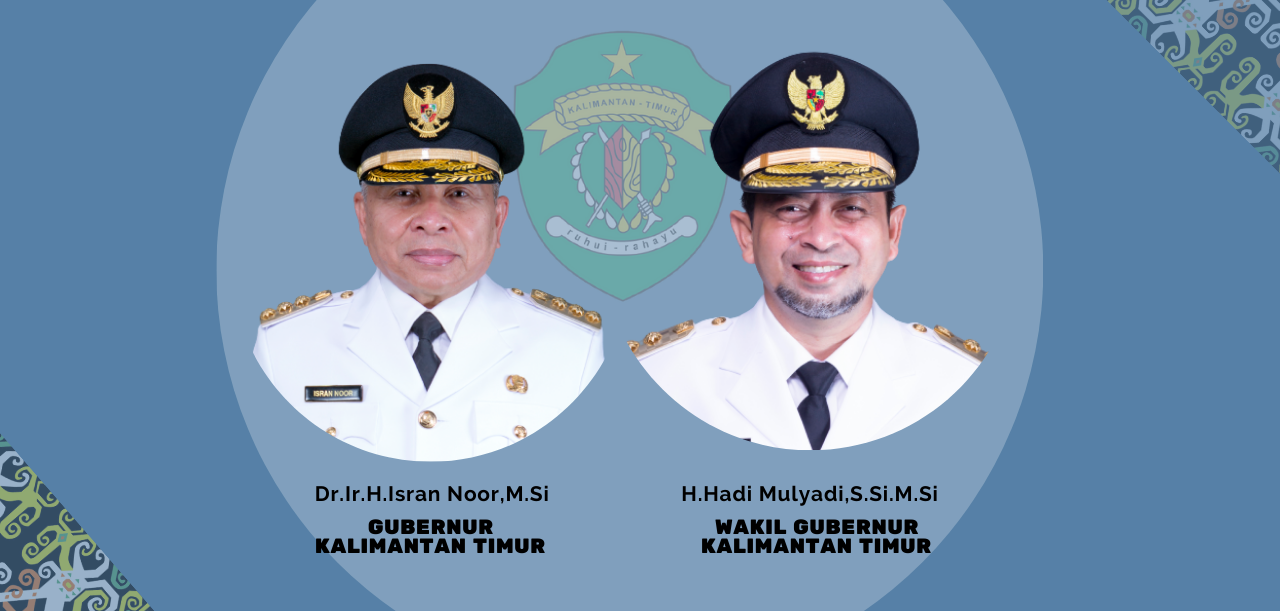 KALIMANTAN - TIMUR
ruhui - rahayu
ISRAN NOOR
Dr.Ir.H.Isran Noor,M.Si
GUBERNUR
KALIMANTAN TIMUR
H.Hadi Mulyadi,S.Si.M.Si
WAKIL GUBERNUR
KALIMANTAN TIMUR